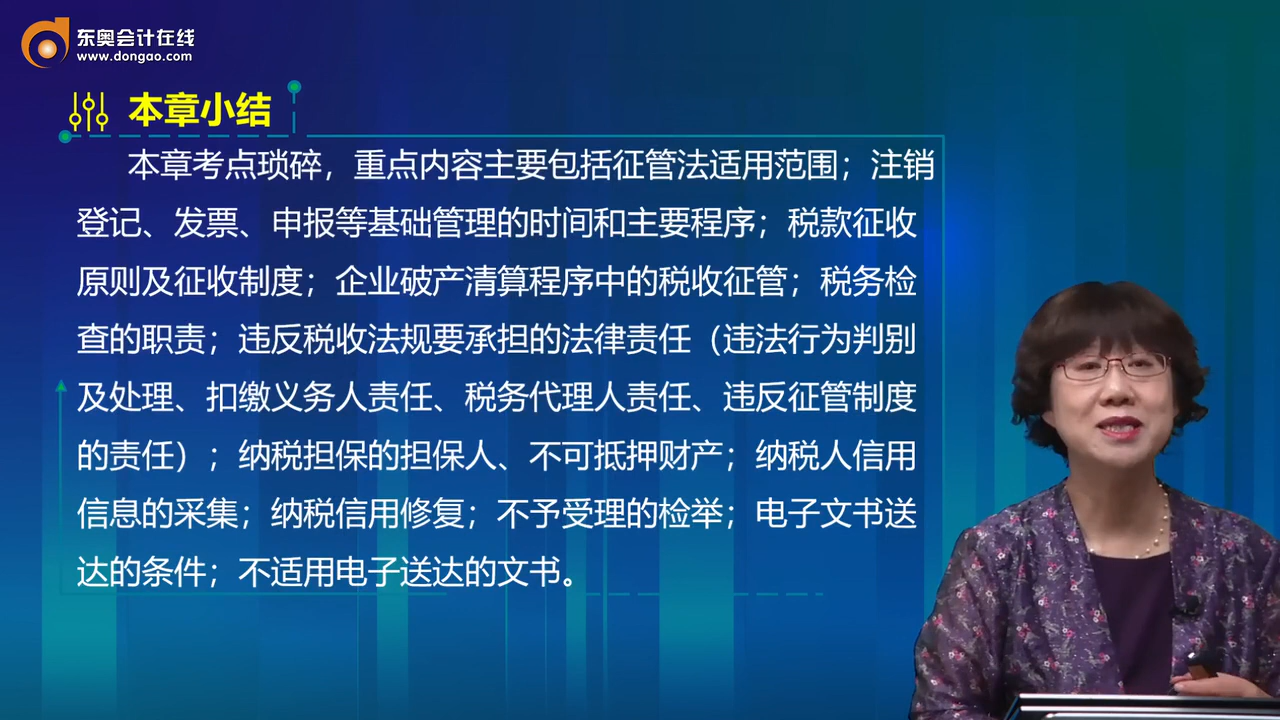 东奥会计在线
www.dongao.com
本章小结
本章考点琐碎，重点内容主要包括征管法适用范围；注销
登记、发票、申报等基础管理的时间和主要程序；税款征收
原则及征收制度；企业破产清算程序中的税收征管；税务检
查的职责；违反税收法规要承担的法律责任（违法行为判别
及处理、扣缴义务人责任、税务代理人责任、违反征管制度
的责任）；纳税担保的担保人、不可抵押财产；纳税人信用
信息的采集；纳税信用修复；不予受理的检举；电子文书送
达的条件；不适用电子送达的文书。